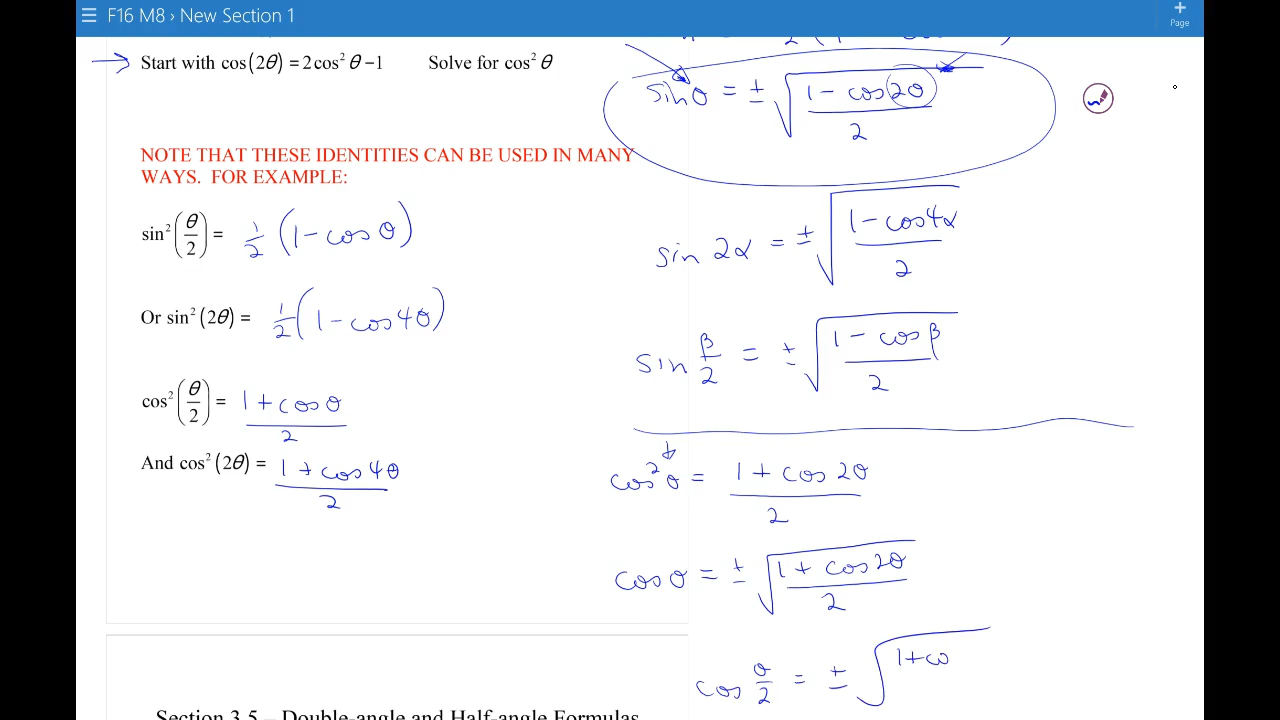 F16 M8 › New Section 1
Page
Start with cos(2θ) = 2cos² θ − 1 Solve for cos² θ
NOTE THAT THESE IDENTITIES CAN BE USED IN MANY
WAYS. FOR EXAMPLE:
sin² (θ/2) = 1/2 (1 − cos θ)
Or sin² (2θ) = 1/2 (1 − cos 4θ)
cos² (θ/2) = (1 + cos θ)/2
And cos² (2θ) = (1 + cos 4θ)/2
sin θ = ± √((1 − cos 2θ)/2)
sin 2α = ± √((1 − cos 4α)/2)
sin β/2 = ± √((1 − cos β)/2)
cos² θ = (1 + cos 2θ)/2
cos θ = ± √((1 + cos 2θ)/2)
cos θ/2 = ± √(1 + co
Section 3.5 – Double-angle and Half-angle Formulas